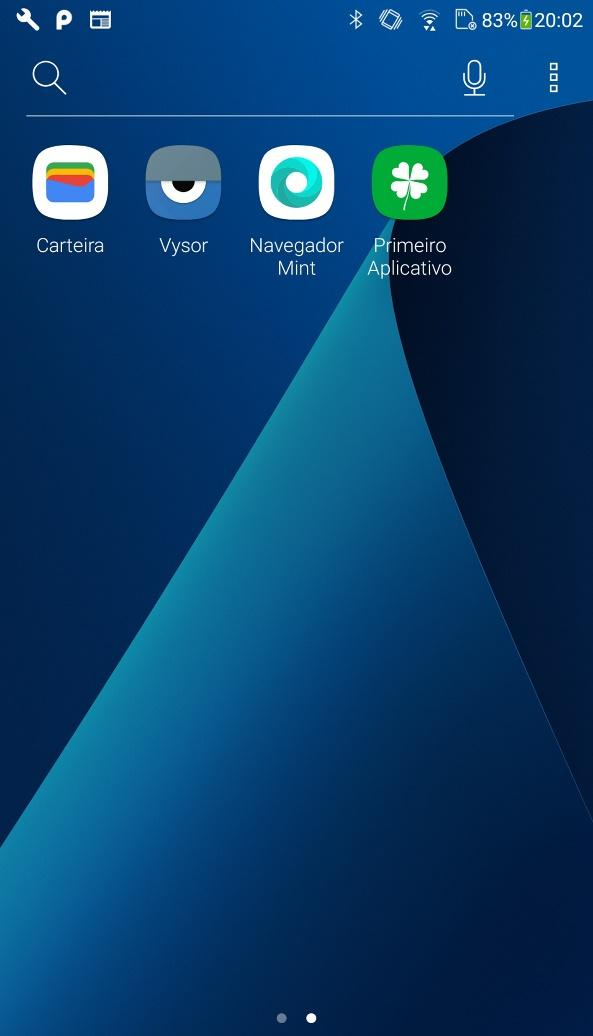 83% 20:02
Carteira
Vysor
Navegador
Mint
Primeiro
Aplicativo